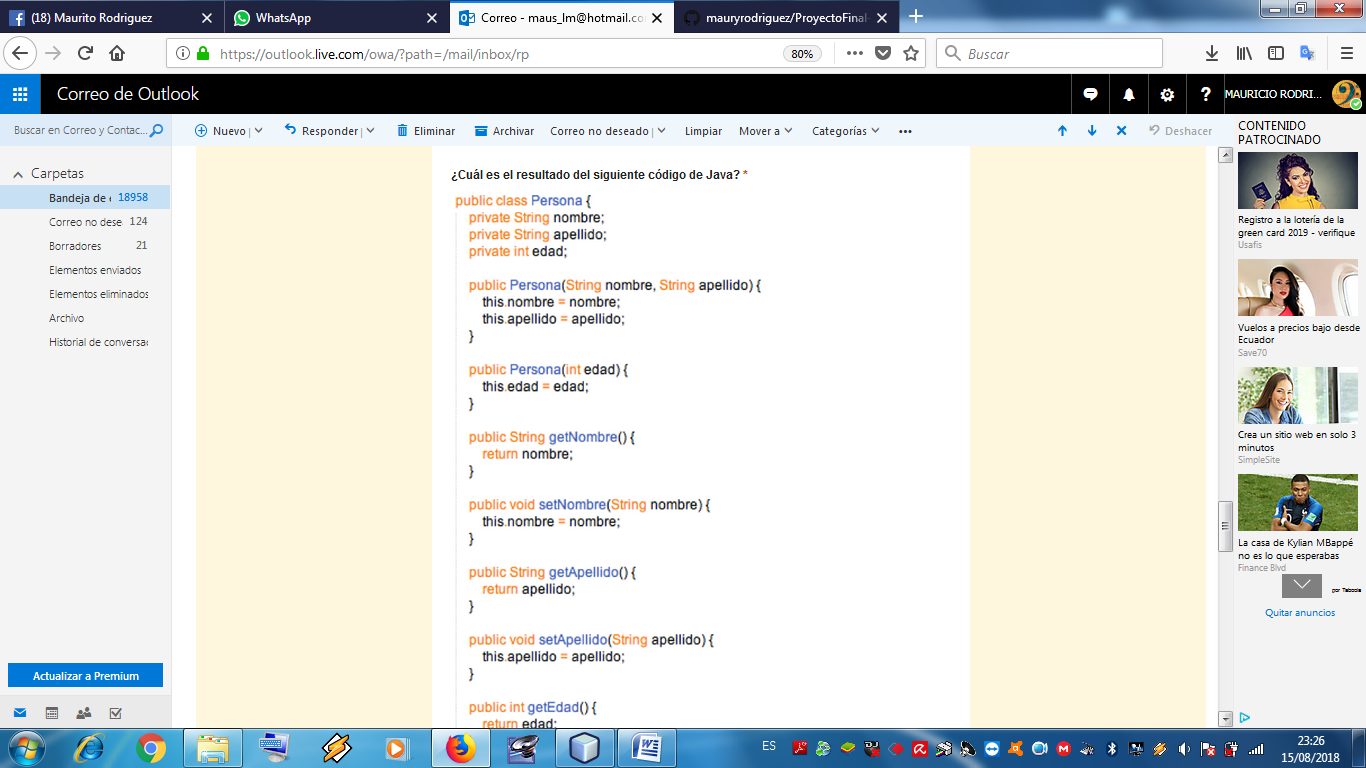 (18) Maurito Rodriguez
WhatsApp
Correo - maus_lm@hotmail.co
mauryrodriguez/ProyectoFinal-
https://outlook.live.com/owa/?path=/mail/inbox/rp
80%
Buscar
Correo de Outlook
MAURICIO RODRI...
Buscar en Correo y Contac...
Nuevo
Responder
Eliminar
Archivar
Correo no deseado
Limpiar
Mover a
Categorías
Deshacer
Carpetas
Bandeja de 18958
Correo no dese 124
Borradores 21
Elementos enviados
Elementos eliminados
Archivo
Historial de conversac
Actualizar a Premium
¿Cuál es el resultado del siguiente código de Java? *
public class Persona {
private String nombre;
private String apellido;
private int edad;
public Persona(String nombre, String apellido) {
this.nombre = nombre;
this.apellido = apellido;
}
public Persona(int edad) {
this.edad = edad;
}
public String getNombre() {
return nombre;
}
public void setNombre(String nombre) {
this.nombre = nombre;
}
public String getApellido() {
return apellido;
}
public void setApellido(String apellido) {
this.apellido = apellido;
}
public int getEdad() {
return edad;
CONTENIDO
PATROCINADO
Registro a la lotería de la
green card 2019 - verifique
Usafis
Vuelos a precios bajo desde
Ecuador
Save70
Crea un sitio web en solo 3
minutos
SimpleSite
La casa de Kylian MBappé
no es lo que esperabas
Finance Blvd
por Taboola
Quitar anuncios
ES
23:26
15/08/2018